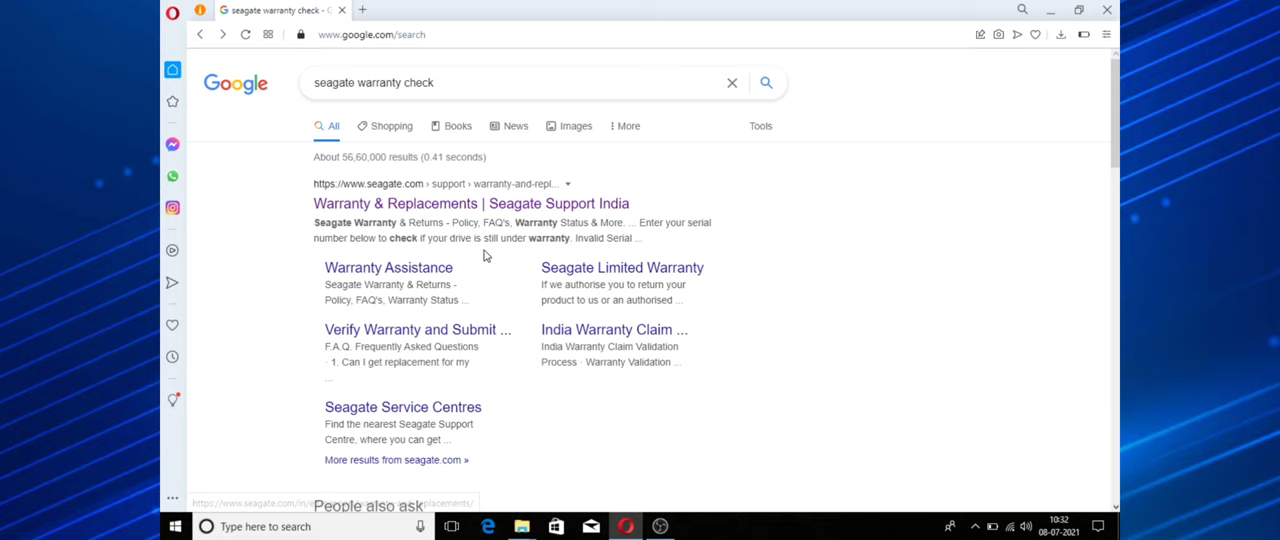 seagate warranty check - G
www.google.com/search
Google
seagate warranty check
All
Shopping
Books
News
Images
More
Tools
About 56,60,000 results (0.41 seconds)
https://www.seagate.com › support › warranty-and-repl...
Warranty & Replacements | Seagate Support India
Seagate Warranty & Returns - Policy, FAQ's, Warranty Status & More. ... Enter your serial
number below to check if your drive is still under warranty. Invalid Serial ...
Warranty Assistance
Seagate Warranty & Returns -
Policy, FAQ's, Warranty Status ...
Seagate Limited Warranty
If we authorise you to return your
product to us or an authorised ...
Verify Warranty and Submit ...
F.A.Q. Frequently Asked Questions
· 1. Can I get replacement for my
...
India Warranty Claim ...
India Warranty Claim Validation
Process · Warranty Validation ...
Seagate Service Centres
Find the nearest Seagate Support
Centre, where you can get ...
More results from seagate.com »
People also ask
Type here to search
10:32
08-07-2021